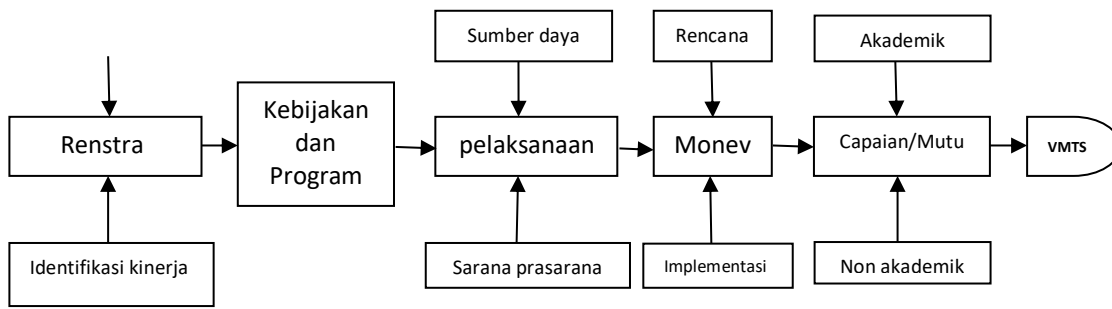 Sumber daya
Rencana
Akademik
Renstra
Kebijakan
dan
Program
pelaksanaan
Monev
Capaian/Mutu
VMTS
Identifikasi kinerja
Sarana prasarana
Implementasi
Non akademik